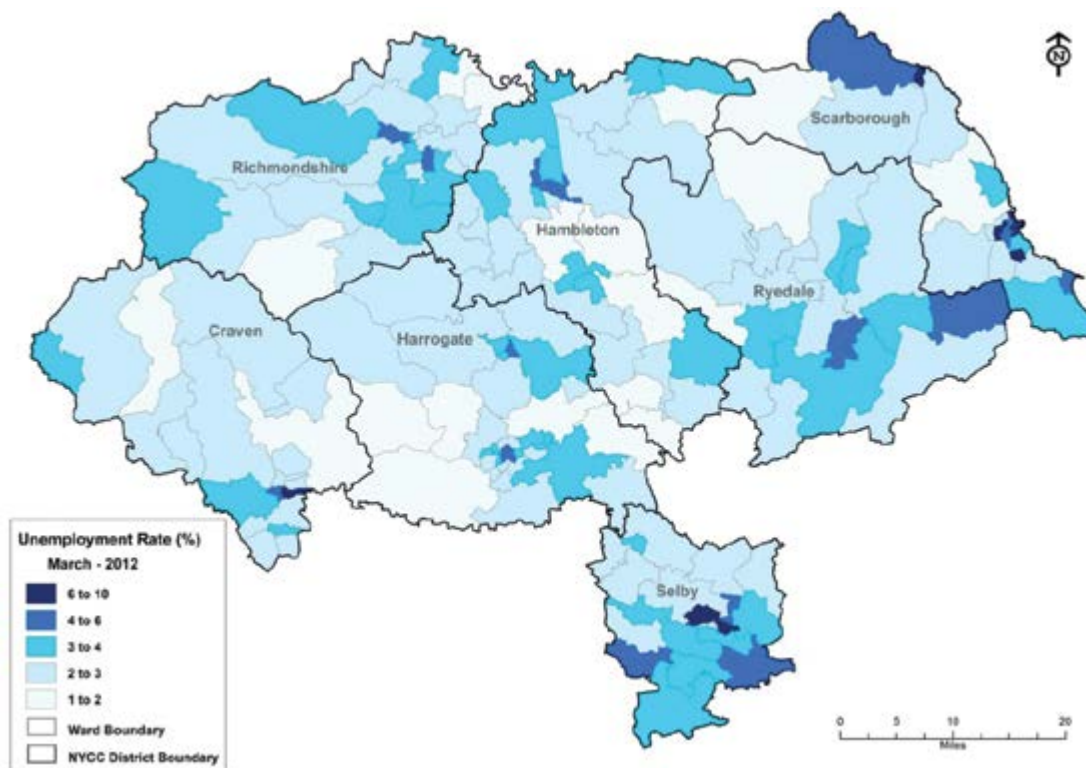 N
Scarborough
Richmondshire
Hambleton
Ryedale
Craven
Harrogate
Selby
Unemployment Rate (%)
March - 2012
6 to 10
4 to 6
3 to 4
2 to 3
1 to 2
Ward Boundary
NYCC District Boundary
0 5 10 20
Miles